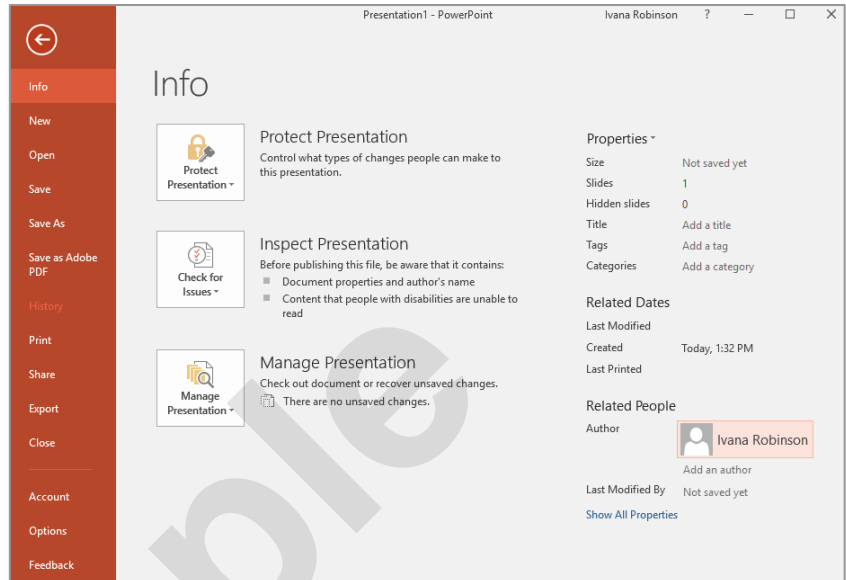 Presentation1 - PowerPoint
Ivana Robinson ?
Info
New
Open
Save
Save As
Save as Adobe
PDF
History
Print
Share
Export
Close
Account
Options
Feedback
Info
Protect
Presentation
Protect Presentation
Control what types of changes people can make to
this presentation.
Check for
Issues
Inspect Presentation
Before publishing this file, be aware that it contains:
Document properties and author's name
Content that people with disabilities are unable to
read
Manage
Presentation
Manage Presentation
Check out document or recover unsaved changes.
There are no unsaved changes.
Properties
Size Not saved yet
Slides 1
Hidden slides 0
Title Add a title
Tags Add a tag
Categories Add a category
Related Dates
Last Modified
Created Today, 1:32 PM
Last Printed
Related People
Author Ivana Robinson
Add an author
Last Modified By Not saved yet
Show All Properties
ple